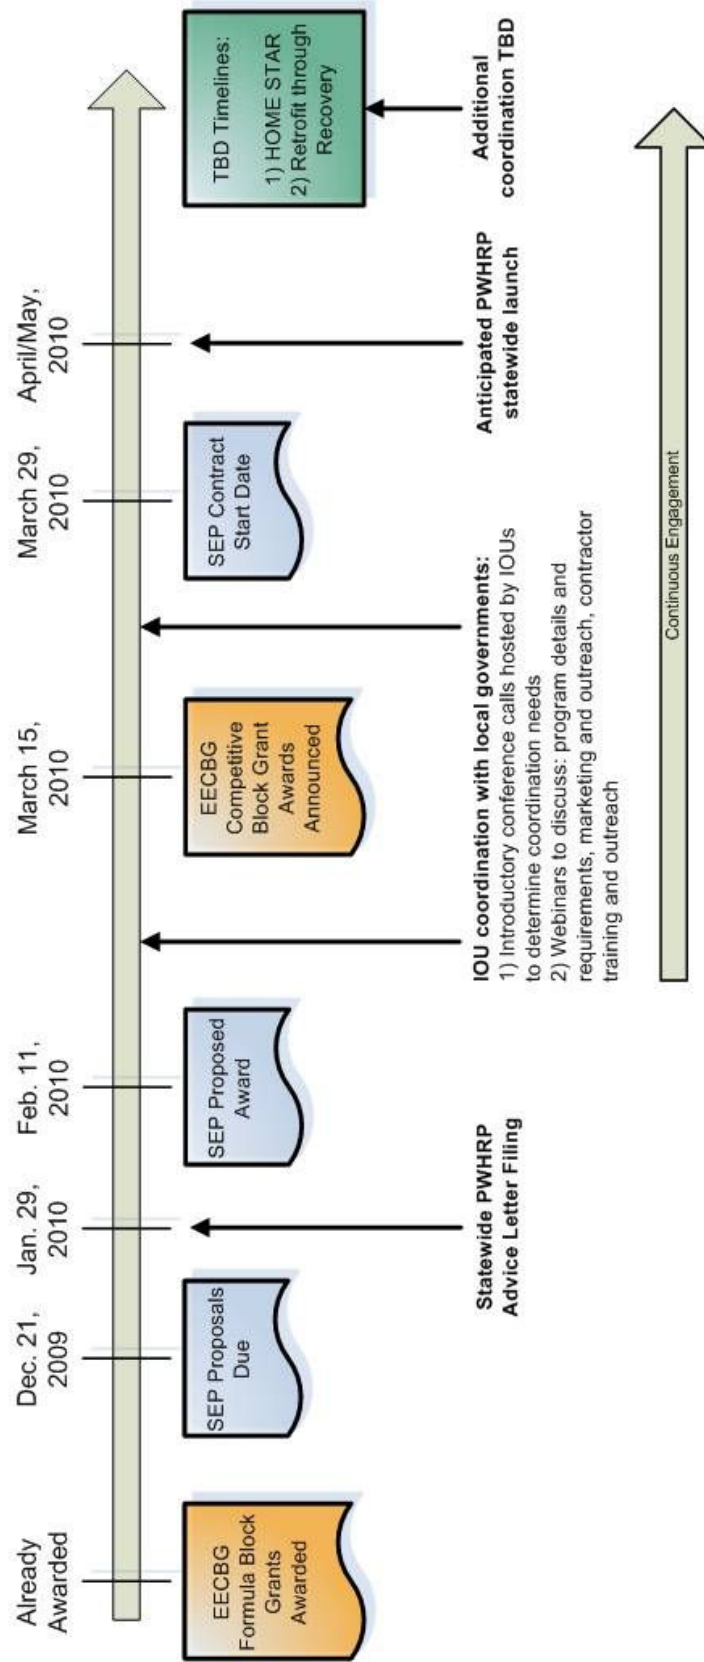 Already
Awarded
Dec. 21,
2009
Jan. 29,
2010
Feb. 11,
2010
March 15,
2010
March 29,
2010
April/May,
2010
EECBG
Formula Block
Grants
Awarded
SEP Proposals
Due
SEP Proposed
Award
EECBG
Competitive
Block Grant
Awards
Announced
SEP Contract
Start Date
TBD Timelines:
1) HOME STAR
2) Retrofit through
Recovery
Statewide PWHRP
Advice Letter Filing
IOU coordination with local governments:
1) Introductory conference calls hosted by IOUs
to determine coordination needs
2) Webinars to discuss: program details and
requirements, marketing and outreach, contractor
training and outreach
Anticipated PWHRP
statewide launch
Additional
coordination TBD
Continuous Engagement